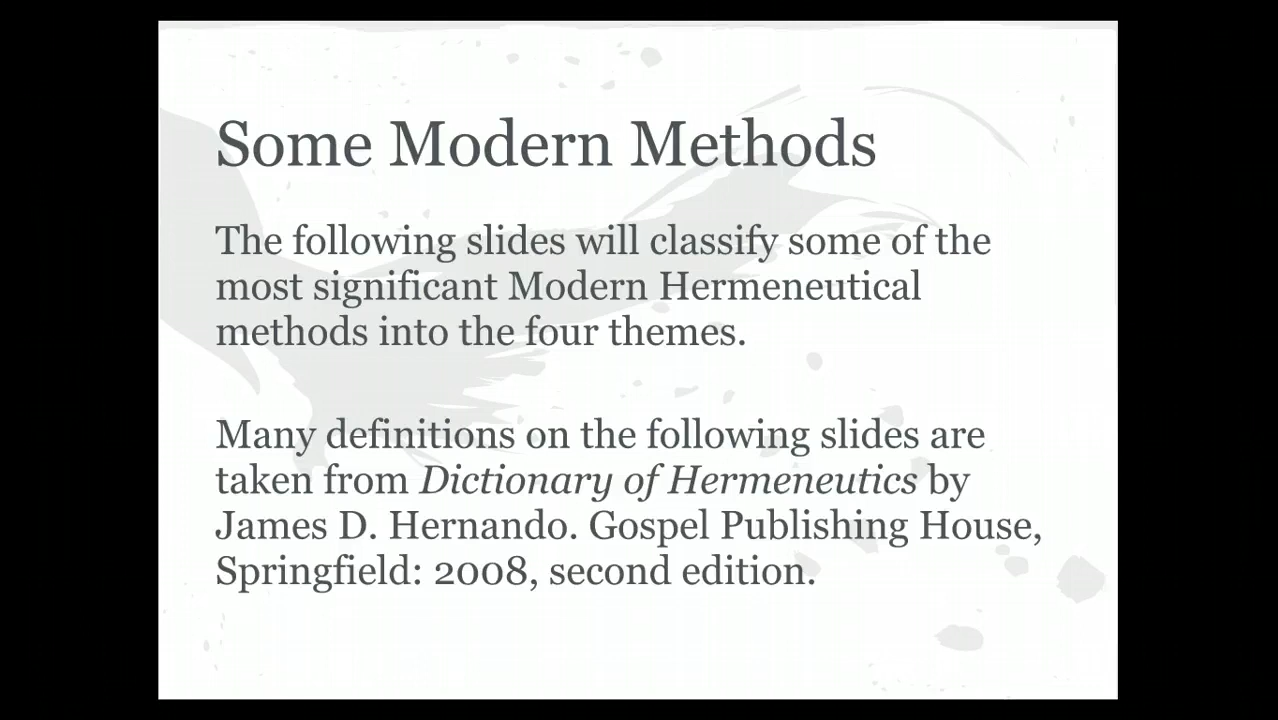 Some Modern Methods
The following slides will classify some of the
most significant Modern Hermeneutical
methods into the four themes.
Many definitions on the following slides are
taken from Dictionary of Hermeneutics by
James D. Hernando. Gospel Publishing House,
Springfield: 2008, second edition.